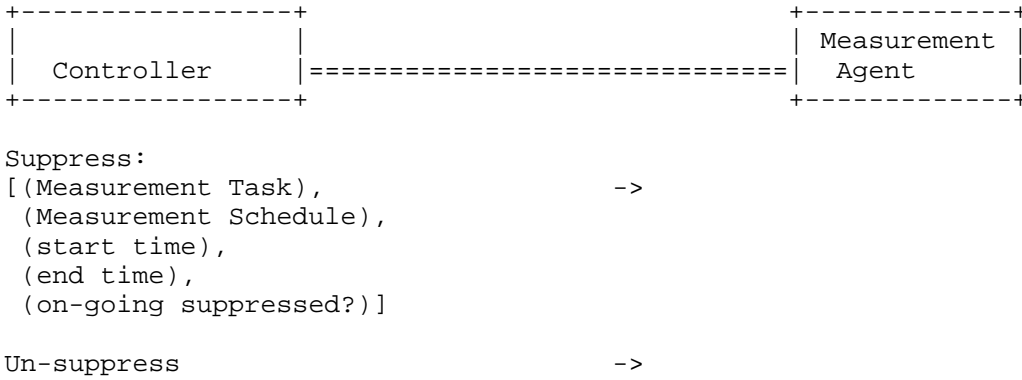 +-----------------+                              +-------------+
|                 |                              | Measurement |
|  Controller     |==============================|  Agent      |
+-----------------+                              +-------------+
Suppress:
[(Measurement Task),                  ->
 (Measurement Schedule),
 (start time),
 (end time),
 (on-going suppressed?)]
Un-suppress                           ->